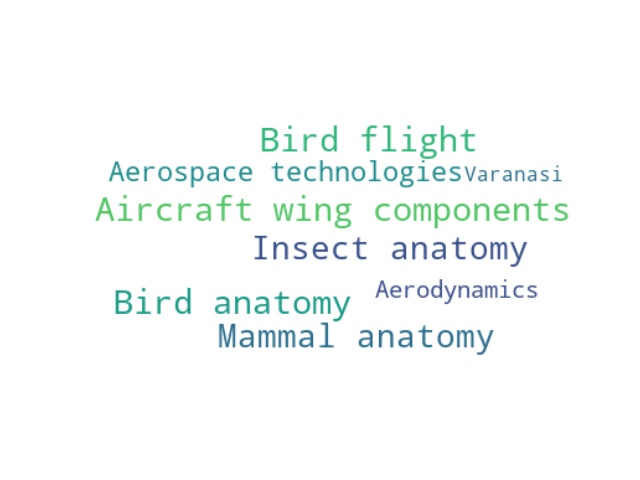 Bird flight
Aerospace technologies Varanasi
Aircraft wing components
Insect anatomy
Aerodynamics
Bird anatomy
Mammal anatomy